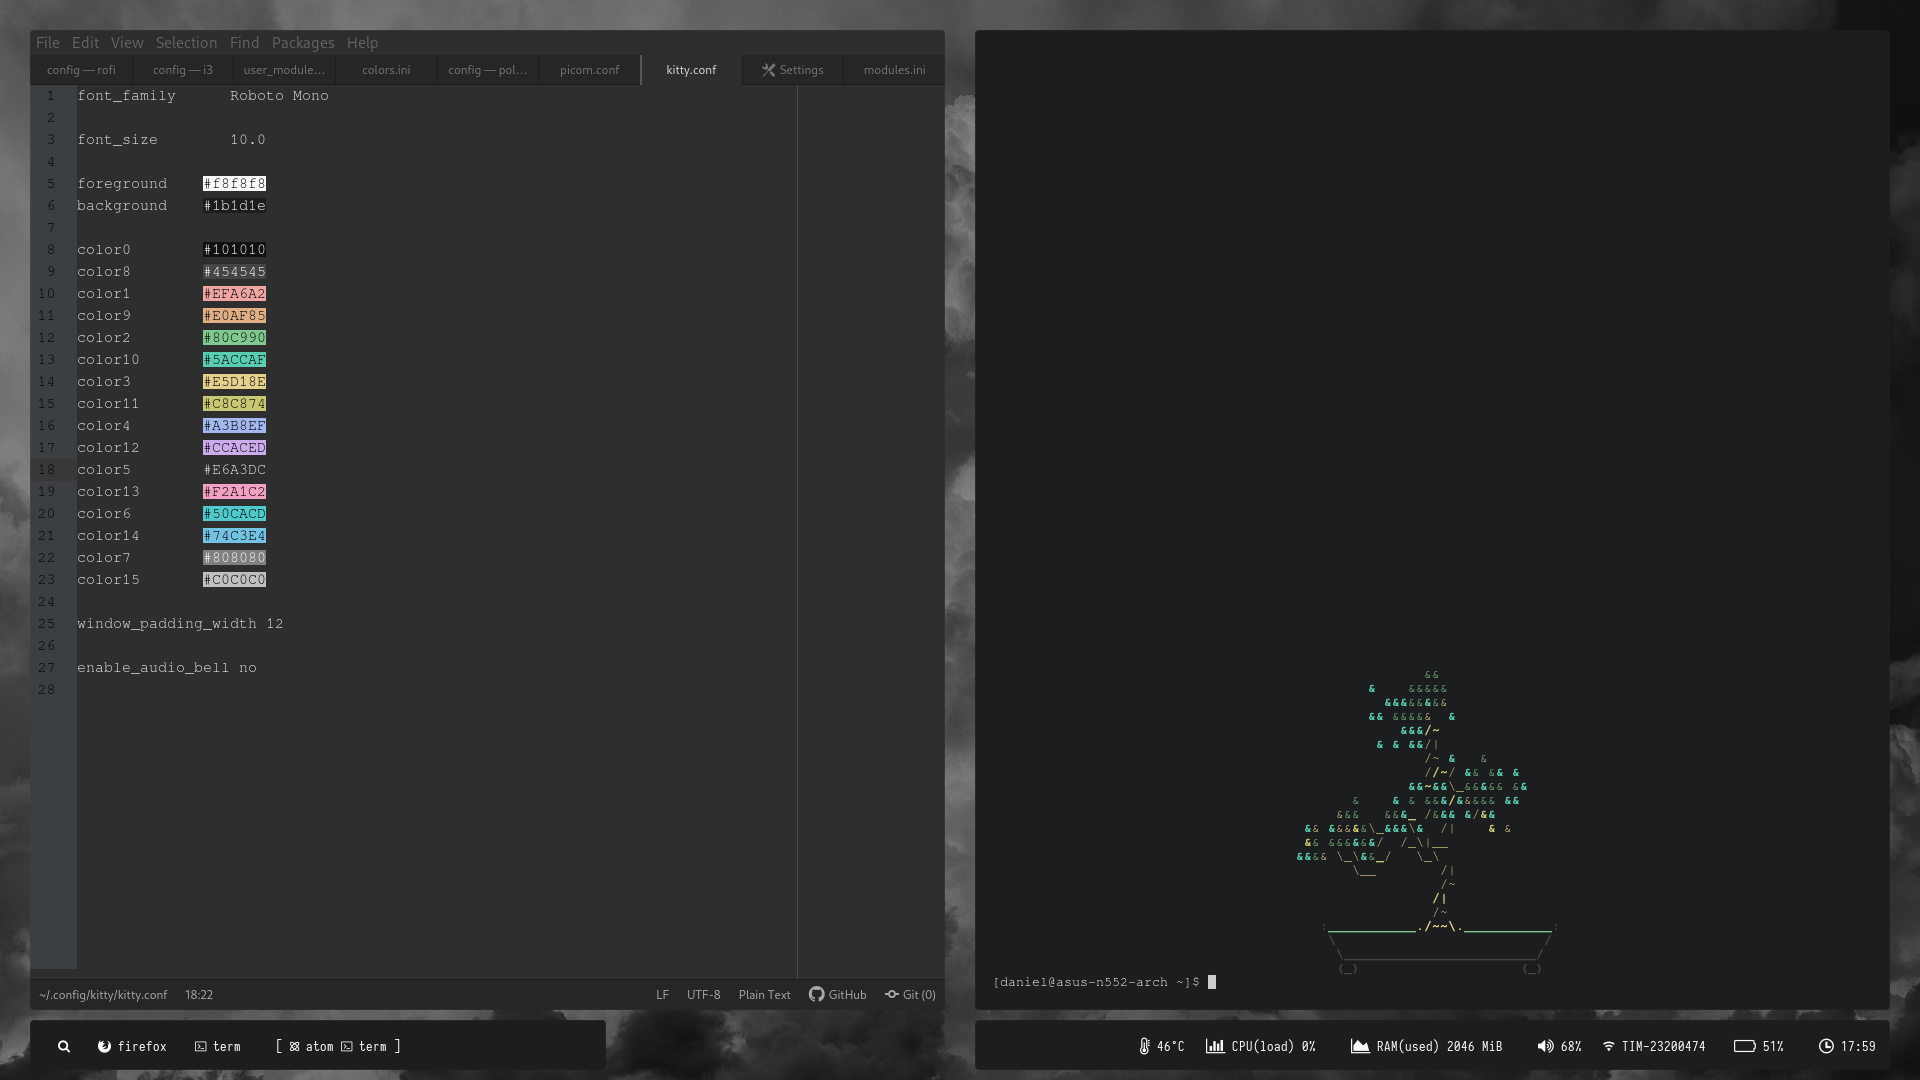 File Edit View Selection Find Packages Help
config — rofi config — i3 user_module... colors.ini config — pol... picom.conf kitty.conf Settings modules.ini
1 font_family Roboto Mono
2
3 font_size 10.0
4
5 foreground #f8f8f8
6 background #1b1d1e
7
8 color0 #101010
9 color8 #454545
10 color1 #EFA6A2
11 color9 #E0AF85
12 color2 #80C990
13 color10 #5ACCAF
14 color3 #E5D18E
15 color11 #C8C874
16 color4 #A3B8EF
17 color12 #CCACED
18 color5 #E6A3DC
19 color13 #F2A1C2
20 color6 #50CACD
21 color14 #74C3E4
22 color7 #808080
23 color15 #C0C0C0
24
25 window_padding_width 12
26
27 enable_audio_bell no
28
~/.config/kitty/kitty.conf 18:22 LF UTF-8 Plain Text GitHub Git (0)
[daniel@asus-n552-arch ~]$
firefox term [ atom term ]
46°C CPU(load) 0% RAM(used) 2046 MiB 68% TIM-23200474 51% 17:59